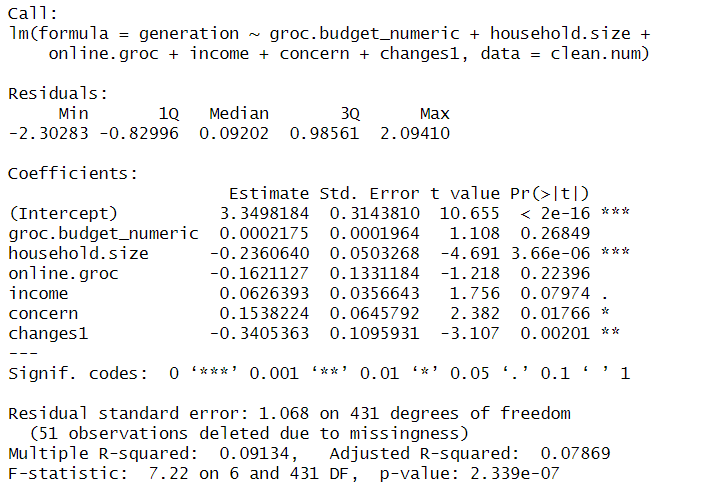 Call:
lm(formula = generation ~ groc.budget_numeric + household.size +
    online.groc + income + concern + changes1, data = clean.num)

Residuals:
     Min       1Q   Median       3Q      Max
-2.30283 -0.82996  0.09202  0.98561  2.09410

Coefficients:
                      Estimate Std. Error t value Pr(>|t|)
(Intercept)          3.3498184  0.3143810  10.655  < 2e-16 ***
groc.budget_numeric  0.0002175  0.0001964   1.108  0.26849
household.size      -0.2360640  0.0503268  -4.691 3.66e-06 ***
online.groc         -0.1621127  0.1331184  -1.218  0.22396
income               0.0626393  0.0356643   1.756  0.07974 .
concern              0.1538224  0.0645792   2.382  0.01766 *
changes1            -0.3405363  0.1095931  -3.107  0.00201 **
---
Signif. codes:  0 ‘***’ 0.001 ‘**’ 0.01 ‘*’ 0.05 ‘.’ 0.1 ‘ ’ 1

Residual standard error: 1.068 on 431 degrees of freedom
  (51 observations deleted due to missingness)
Multiple R-squared:  0.09134,	Adjusted R-squared:  0.07869
F-statistic:  7.22 on 6 and 431 DF,  p-value: 2.339e-07